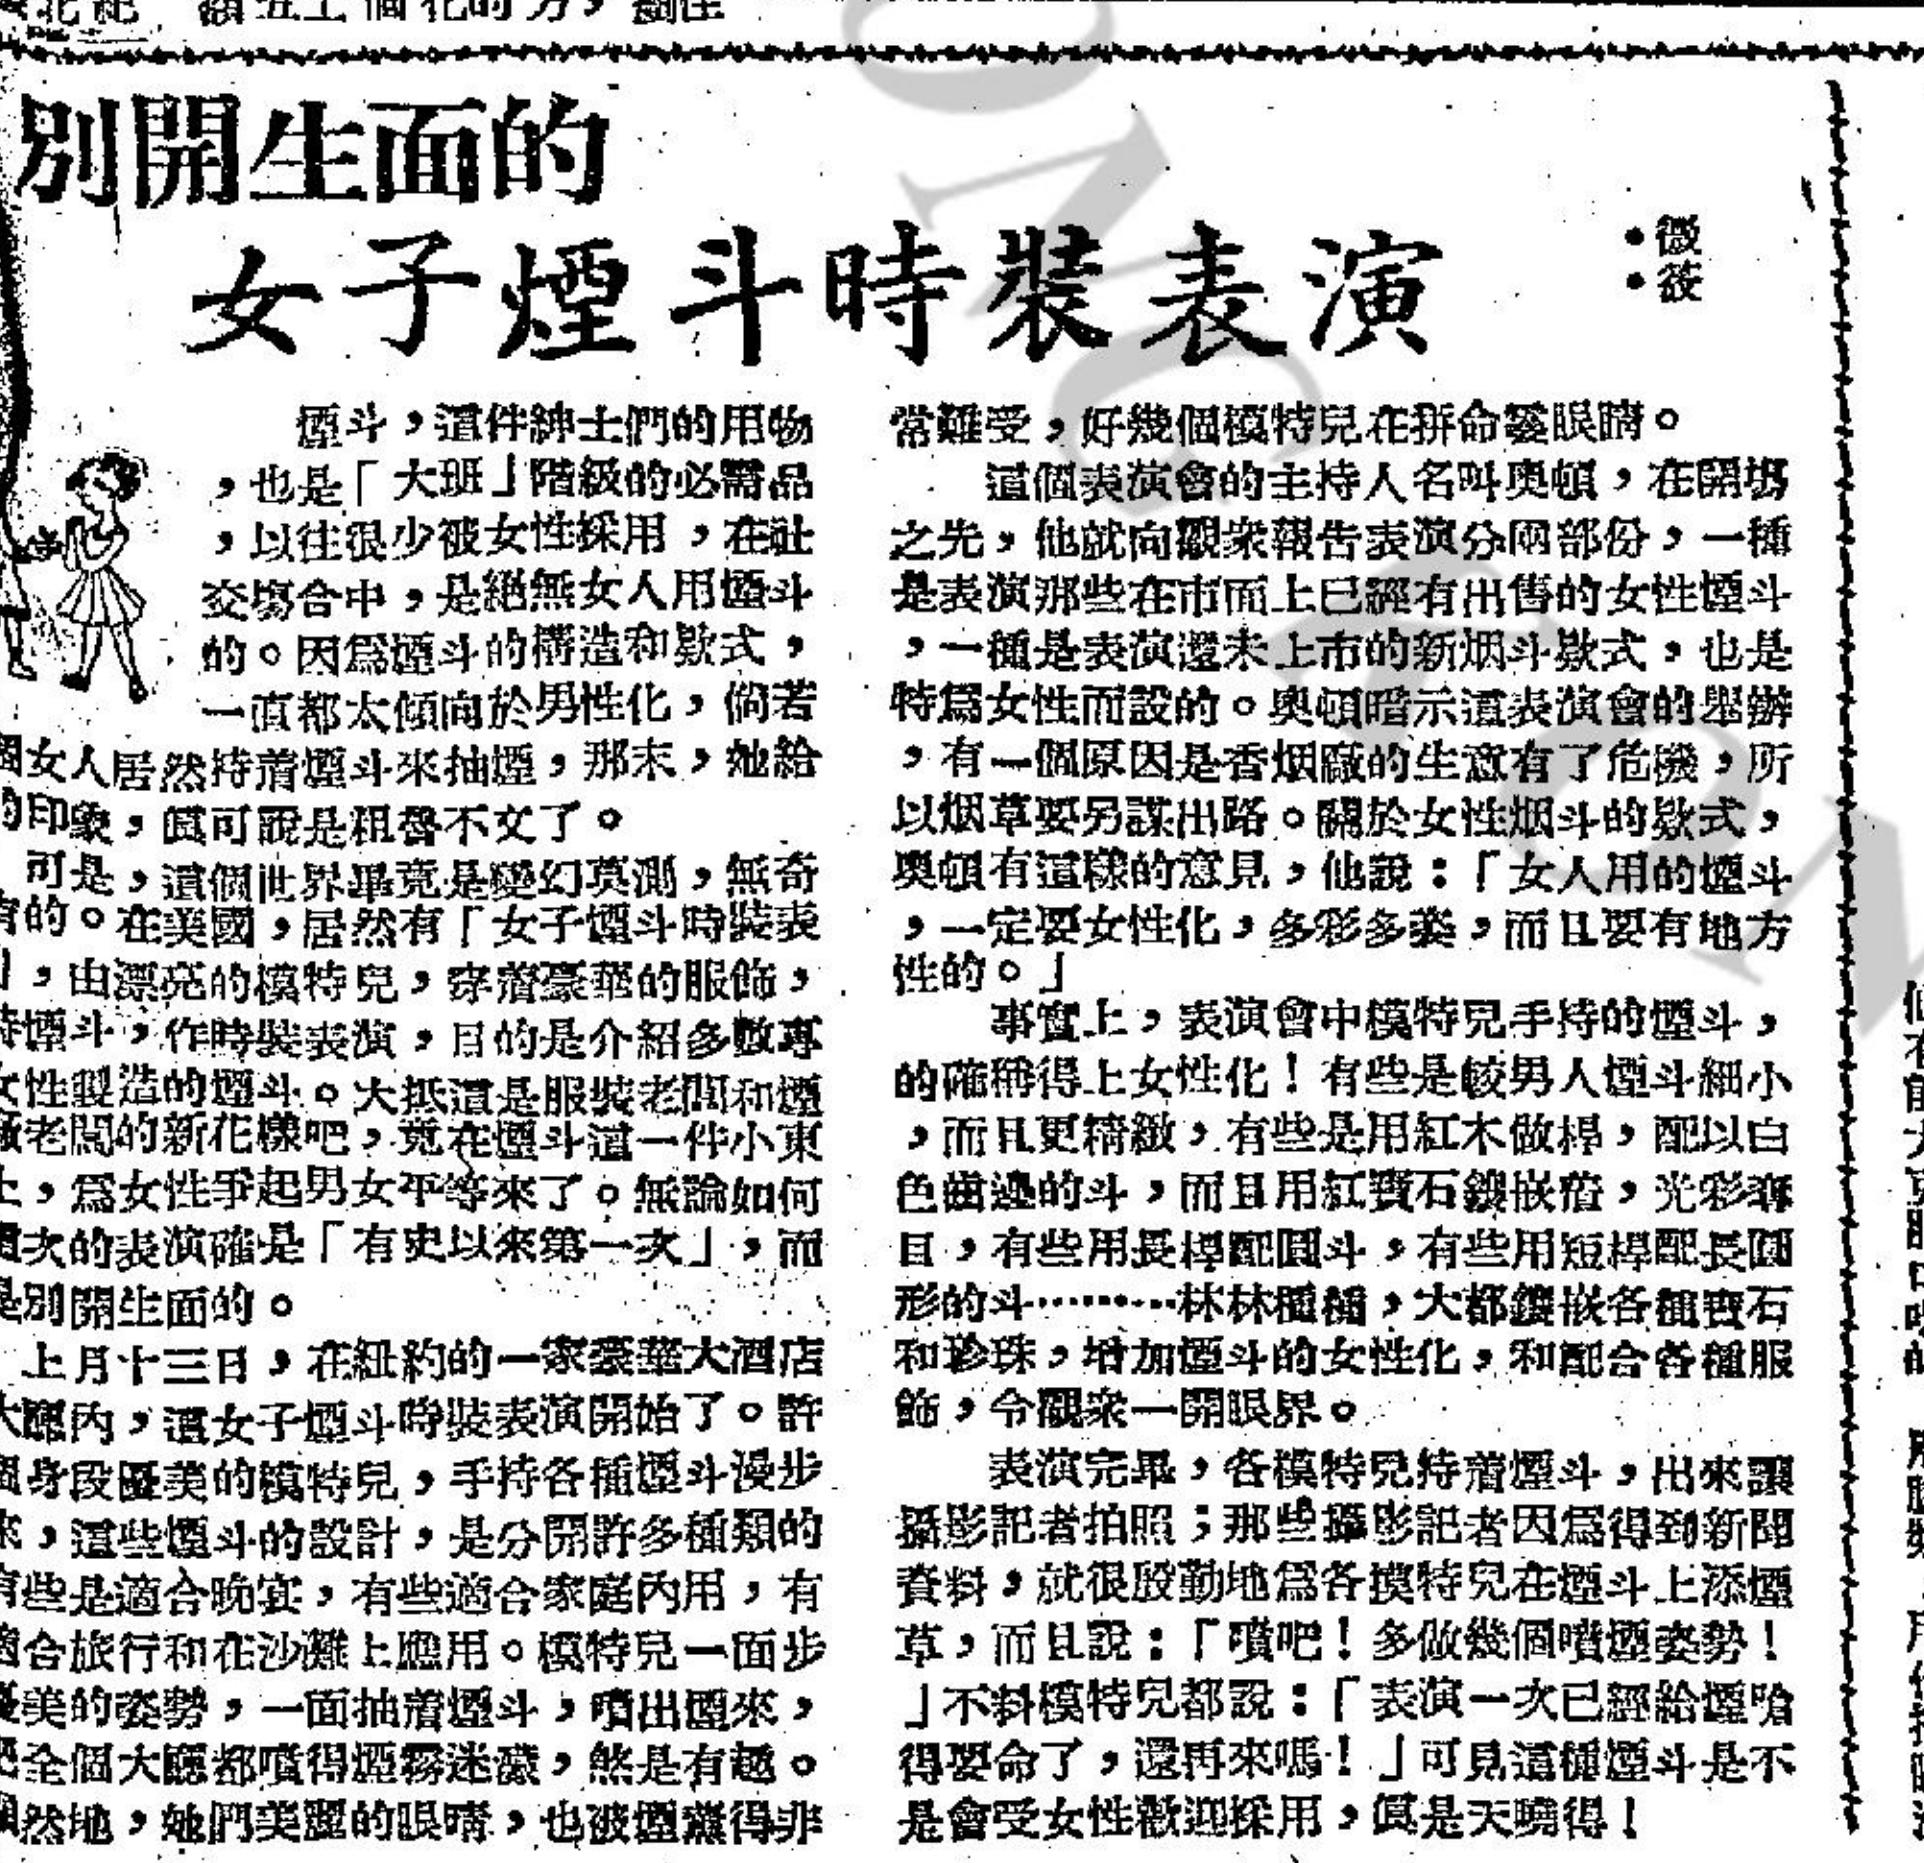 別開生面的
女子煙斗時裝表演
・薇
・筱
煙斗，這件紳士們的用物
，也是「大班」階級的必需品
，以往很少被女性採用，在社
交塲合中，是絕無女人用煙斗
的。因爲煙斗的構造和欵式，
一直都太傾向於男性化，倘若
女人居然持着煙斗來抽煙，那末，她給
的印象，眞可說是粗魯不文了。
可是，這個世界畢竟是變幻莫測，無奇
的。在美國，居然有「女子煙斗時裝表
」，由漂亮的模特兒，穿着豪華的服飾，
持煙斗，作時裝表演，目的是介紹多數專
女性製造的煙斗。大抵這是服裝老闆和煙
廠老闆的新花樣吧，竟在煙斗這一件小東
上，爲女性爭起男女平等來了。無論如何
這次的表演確是「有史以來第一次」，而
是別開生面的。
上月十三日，在紐約的一家豪華大酒店
大廳內，這女子煙斗時裝表演開始了。許
個身段優美的模特兒，手持各種煙斗漫步
來，這些煙斗的設計，是分開許多種類的
有些是適合晚宴，有些適合家庭內用，有
適合旅行和在沙灘上應用。模特兒一面步
優美的姿勢，一面抽着煙斗，噴出煙來，
把全個大廳都噴得煙霧迷濛，煞是有趣。
顯然地，她們美麗的眼睛，也被煙薰得非
常難受，好幾個模特兒在拼命霎眼睛。
這個表演會的主持人名叫奧頓，在開塲
之先，他就向觀衆報告表演分兩部份，一種
是表演那些在市面上已經有出售的女性煙斗
，一種是表演還未上市的新烟斗欵式，也是
特爲女性而設的。奧頓暗示這表演會的舉辦
，有一個原因是香烟廠的生意有了危機，所
以烟草要另謀出路。關於女性烟斗的欵式，
奧頓有這樣的意見，他說：「女人用的煙斗
，一定要女性化，多彩多姿，而且要有地方
性的。」
事實上，表演會中模特兒手持的煙斗，
的確稱得上女性化！有些是較男人煙斗細小
，而且更精緻，有些是用紅木做桿，配以白
色齒邊的斗，而且用紅寶石鑲嵌着，光彩奪
目，有些用長桿配圓斗，有些用短桿配長圓
形的斗………林林種種，大都鑲嵌各種寶石
和珍珠，增加煙斗的女性化，和配合各種服
飾，令觀衆一開眼界。
表演完畢，各模特兒持着煙斗，出來讓
攝影記者拍照；那些攝影記者因爲得到新聞
資料，就很殷勤地爲各模特兒在煙斗上添煙
草，而且說：「噴吧！多做幾個噴煙姿勢！
」不料模特兒都說：「表演一次已經給煙嗆
得要命了，還再來嗎！」可見這種煙斗是不
是會受女性歡迎採用，眞是天曉得！